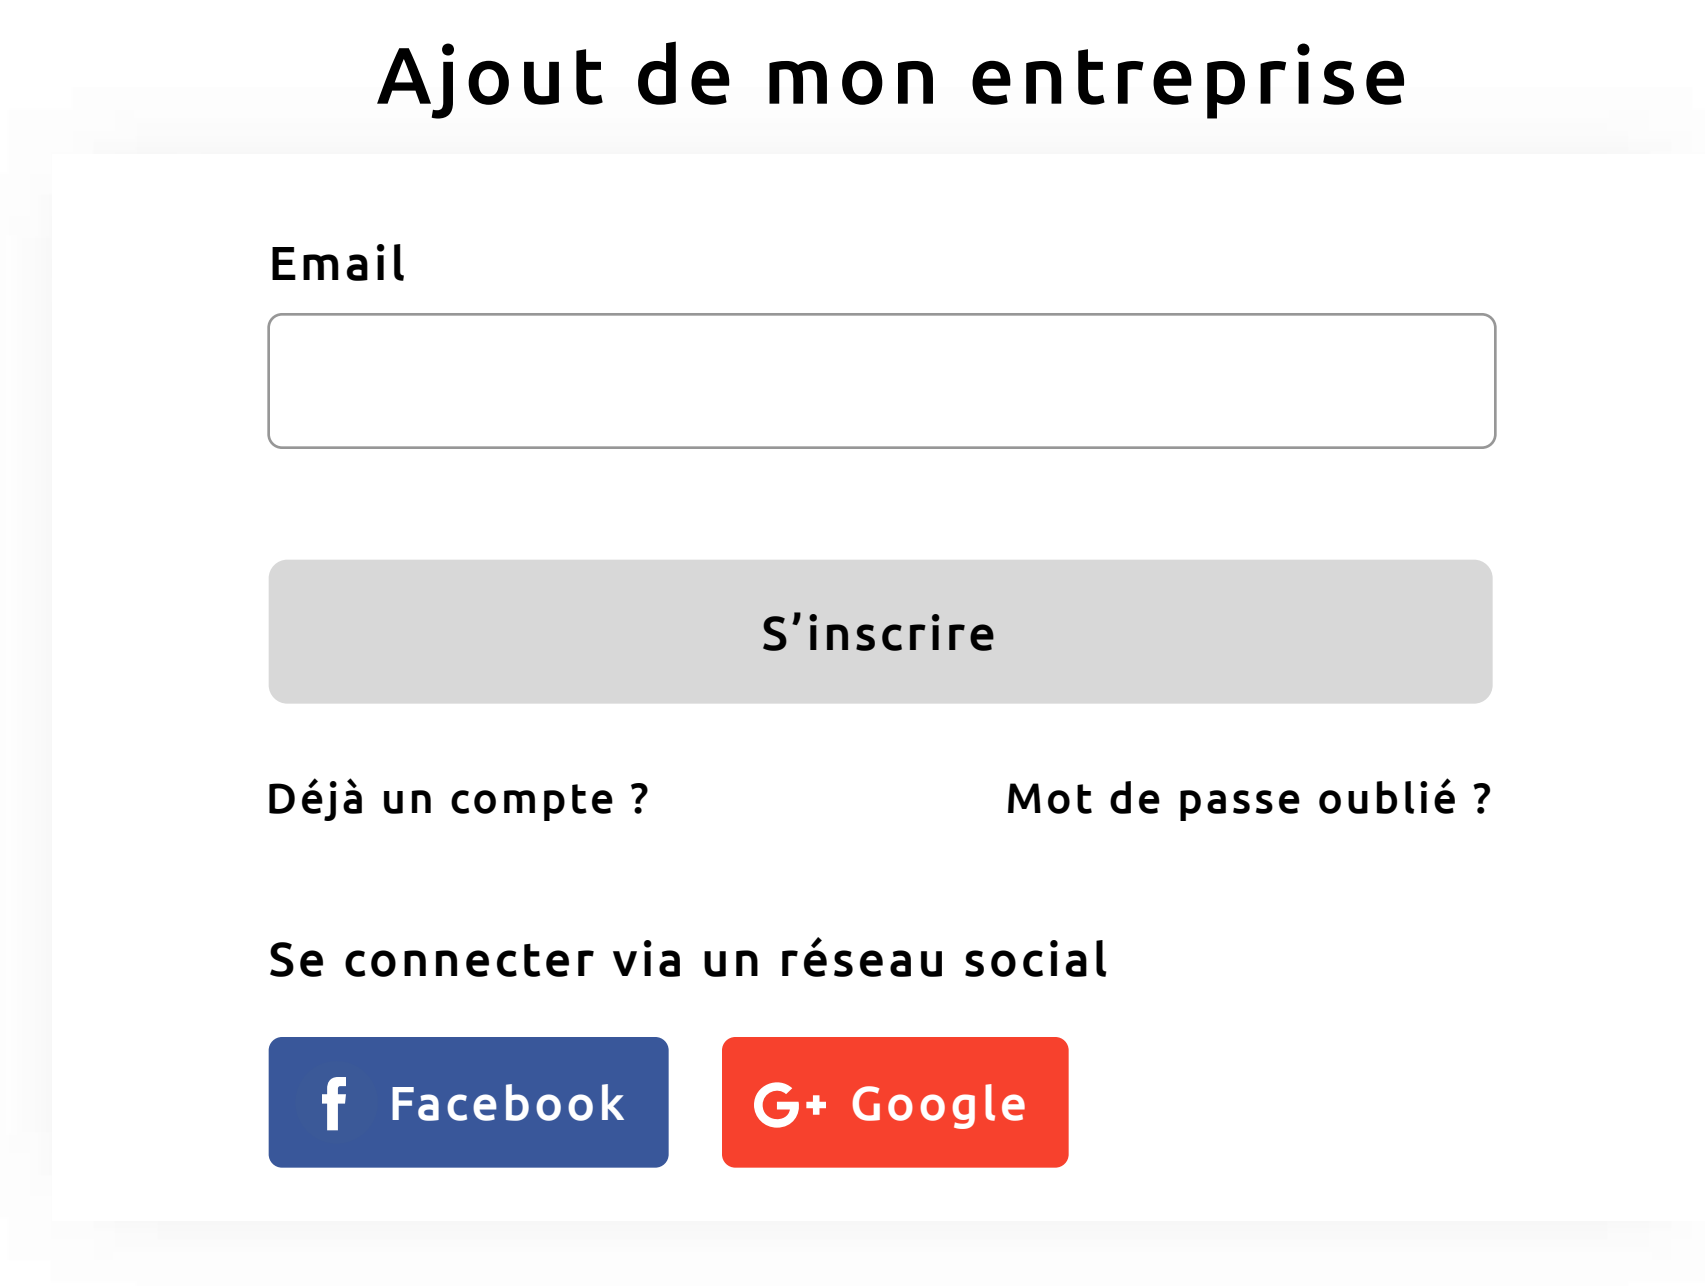 Ajout de mon entreprise
Email
S’inscrire
Déjà un compte ? Mot de passe oublié ?
Se connecter via un réseau social
f Facebook G+ Google